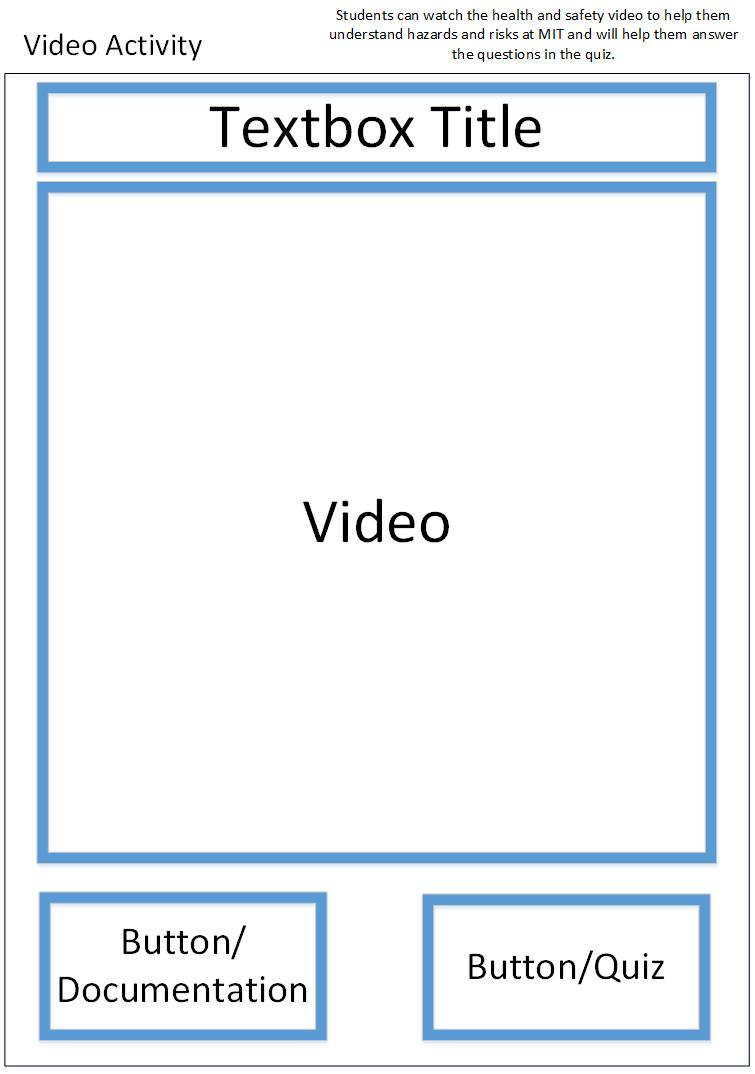 Video Activity
Students can watch the health and safety video to help them
understand hazards and risks at MIT and will help them answer
the questions in the quiz.
Textbox Title
Video
Button/
Documentation
Button/Quiz